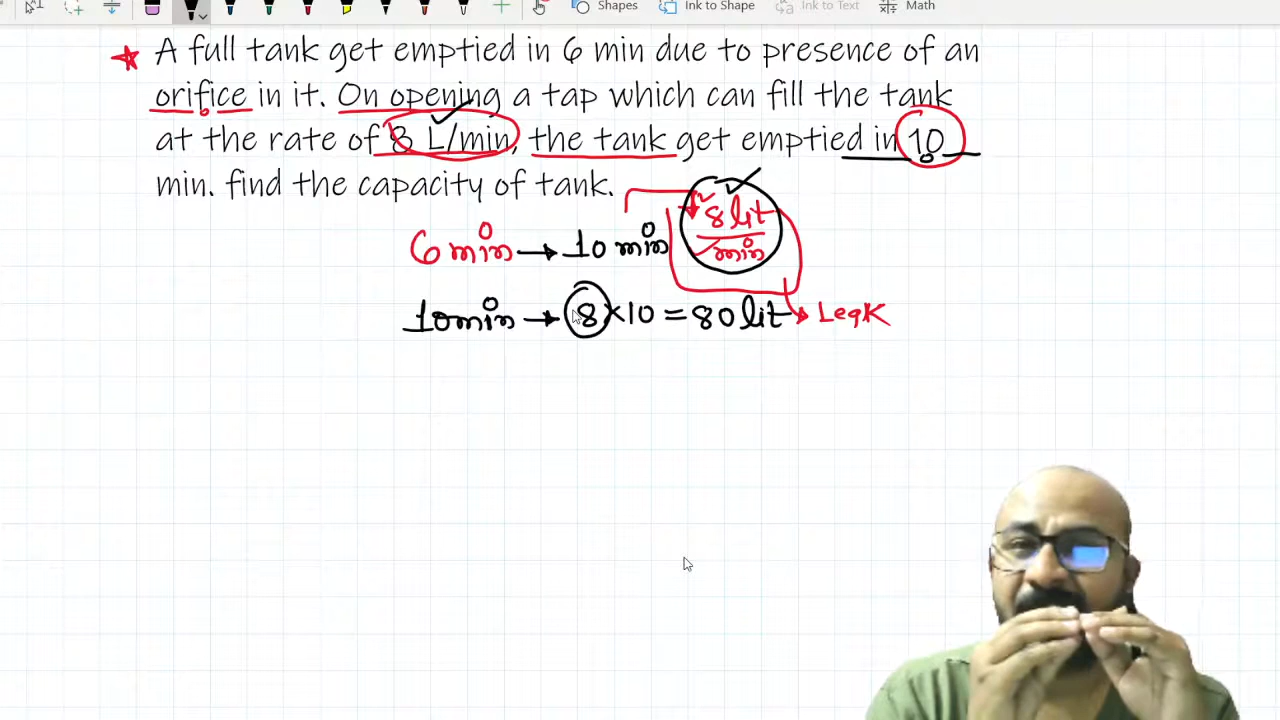 Shapes Ink to Shape Ink to Text Math
A full tank get emptied in 6 min due to presence of an
orifice in it. On opening a tap which can fill the tank
at the rate of 8 L/min, the tank get emptied in 10
min. find the capacity of tank.
8 lit
6 min → 10 min min
10min → 8×10 = 80 lit → Leak